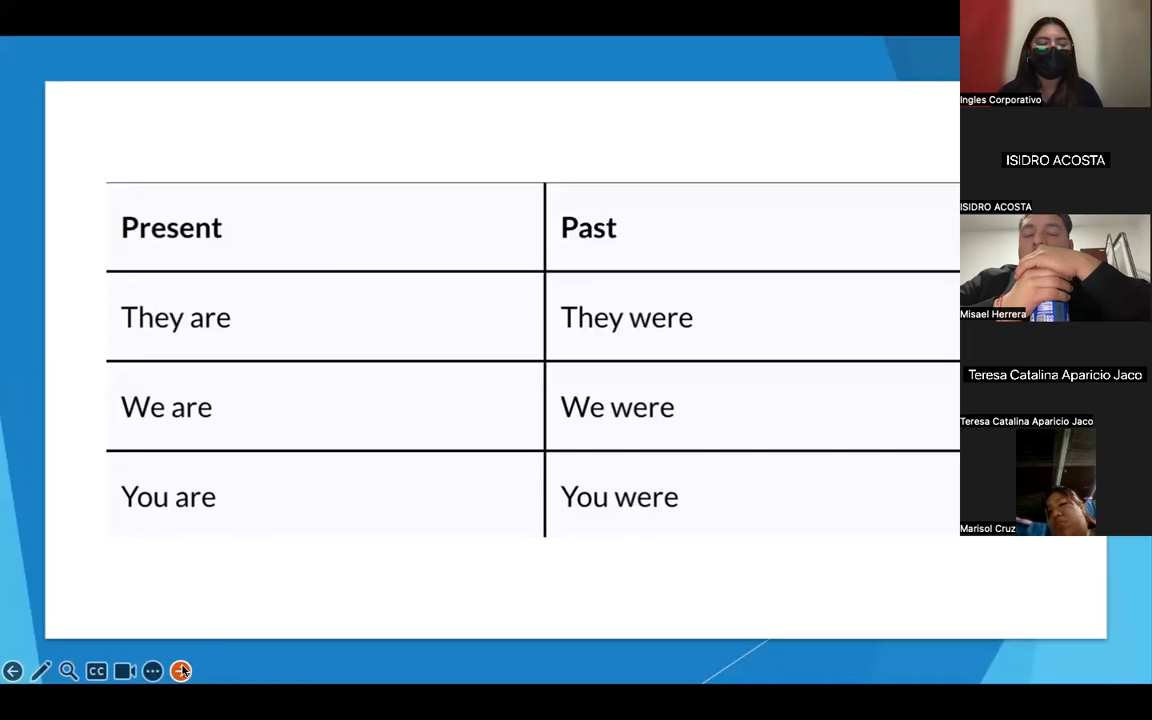 Present
Past
They are
They were
We are
We were
You are
You were
Ingles Corporativo
ISIDRO ACOSTA
ISIDRO ACOSTA
Misael Herrera
Teresa Catalina Aparicio Jaco
Teresa Catalina Aparicio Jaco
Marisol Cruz
CC